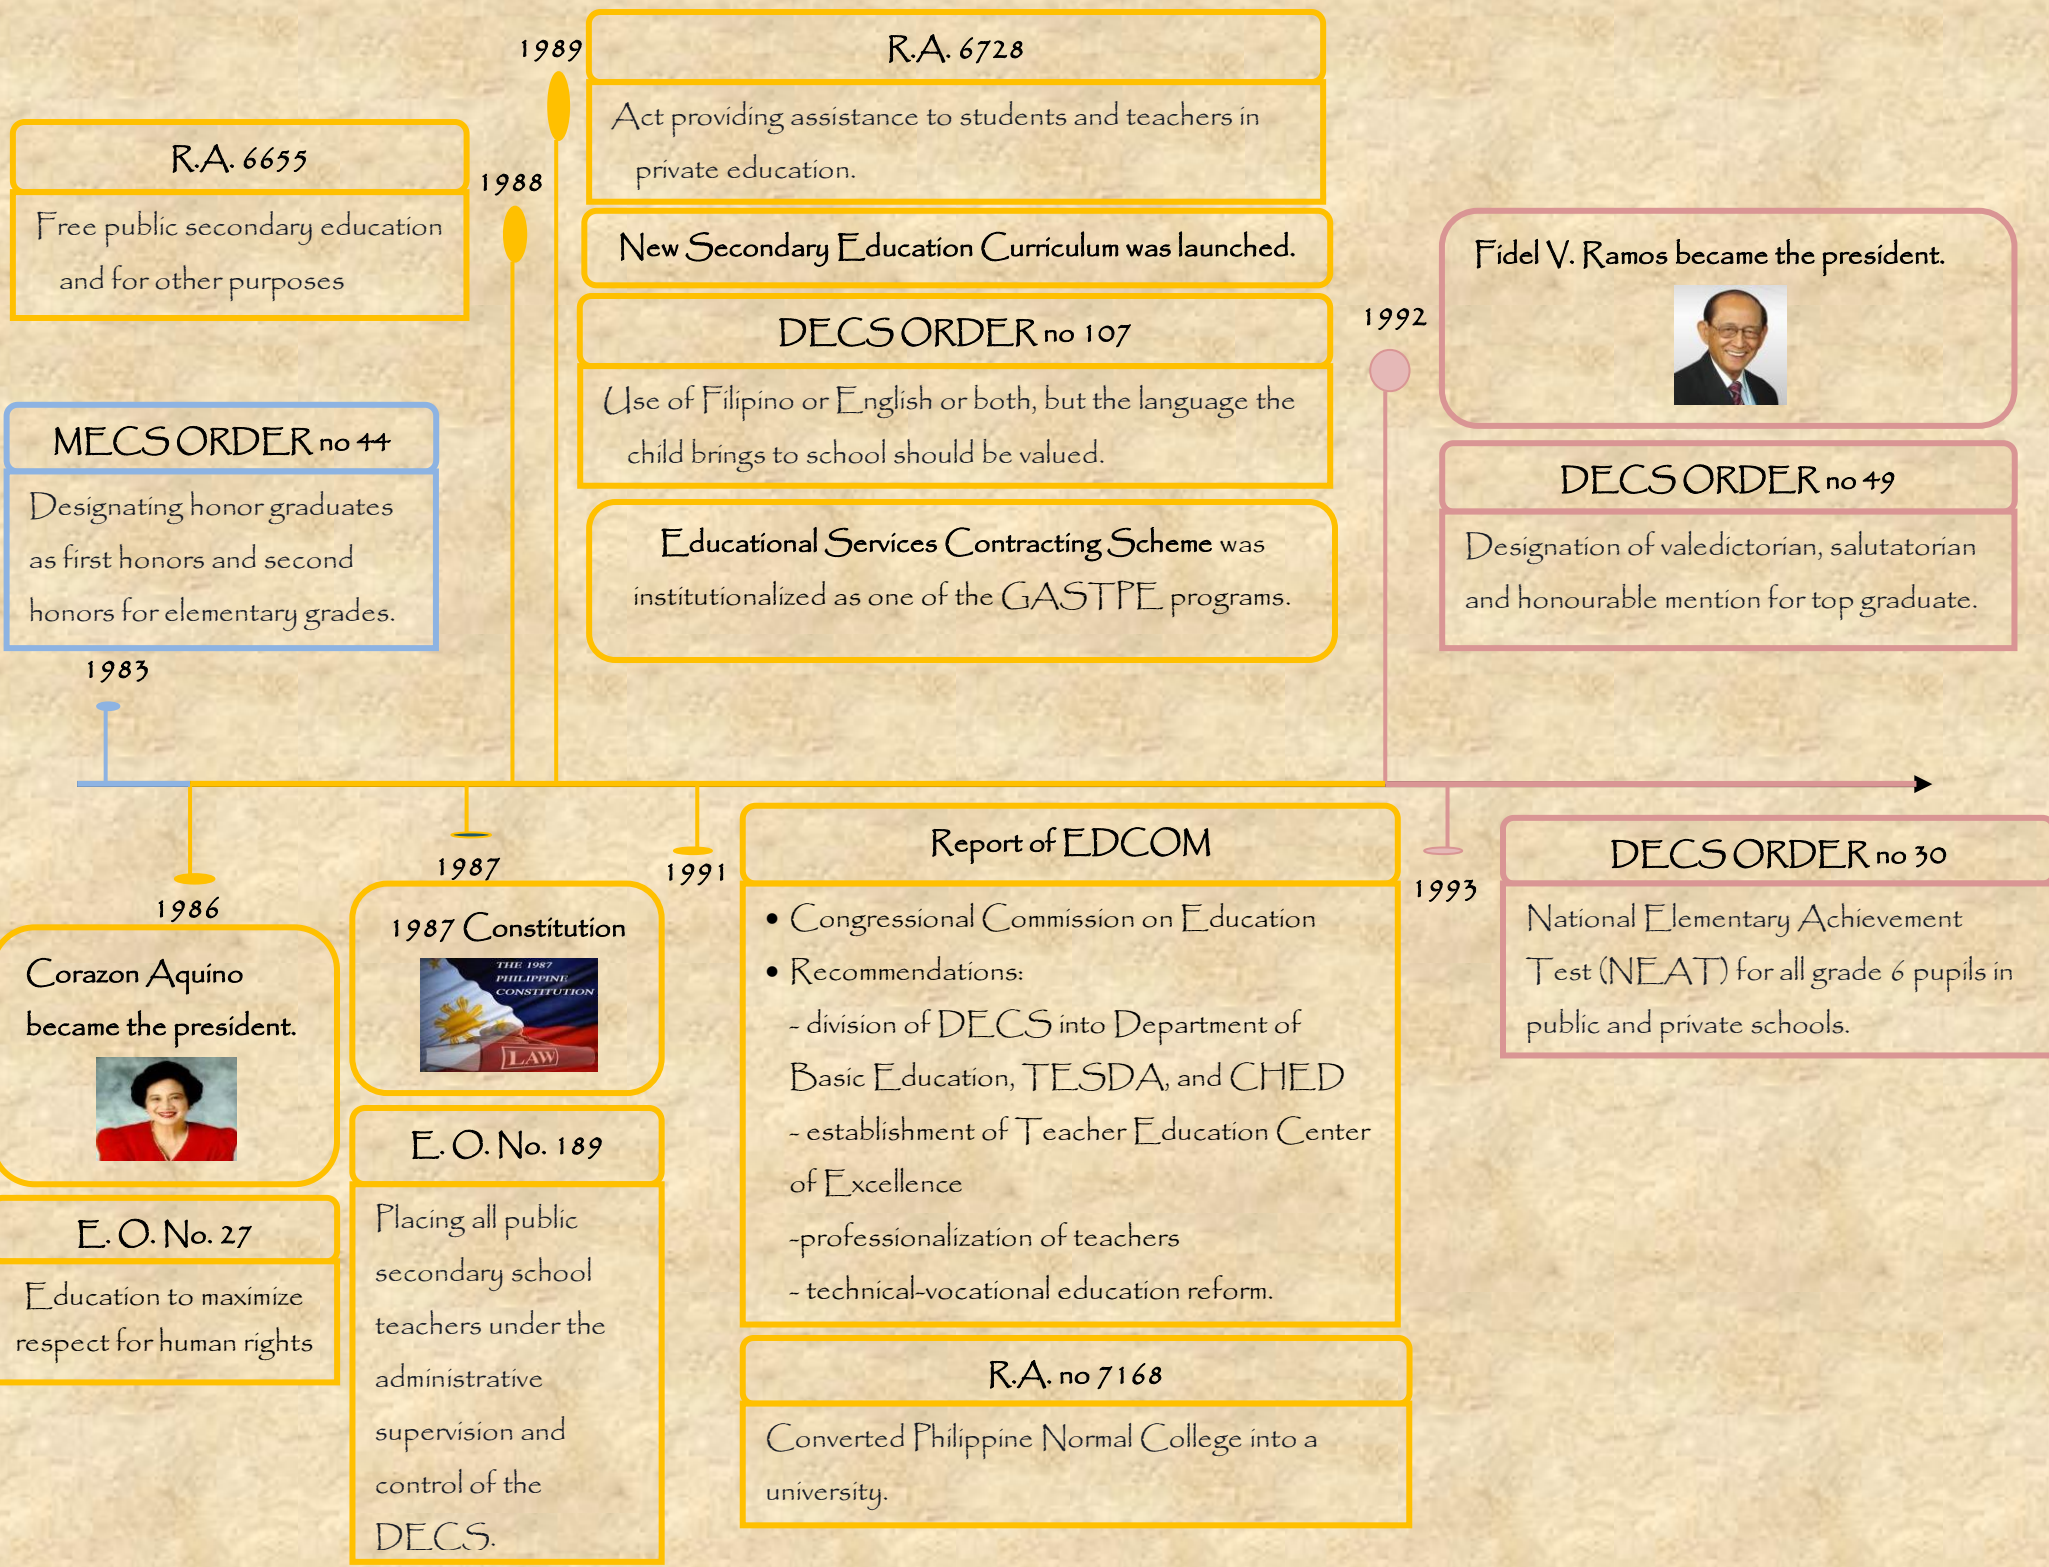 1989
R.A. 6728
Act providing assistance to students and teachers in
private education.
R.A. 6655
Free public secondary education
and for other purposes
1988
New Secondary Education Curriculum was launched.
DECS ORDER no 107
Use of Filipino or English or both, but the language the
child brings to school should be valued.
Educational Services Contracting Scheme was
institutionalized as one of the GASTPE programs.
1992
Fidel V. Ramos became the president.
DECS ORDER no 49
Designation of valedictorian, salutatorian
and honourable mention for top graduate.
MECS ORDER no 44
Designating honor graduates
as first honors and second
honors for elementary grades.
1983
1986
Corazon Aquino
became the president.
E. O. No. 27
Education to maximize
respect for human rights
1987
1987 Constitution
THE 1987
PHILIPPINE
CONSTITUTION
LAW
E. O. No. 189
Placing all public
secondary school
teachers under the
administrative
supervision and
control of the
DECS.
1991
Report of EDCOM
• Congressional Commission on Education
• Recommendations:
- division of DECS into Department of
Basic Education, TESDA, and CHED
- establishment of Teacher Education Center
of Excellence
-professionalization of teachers
- technical-vocational education reform.
R.A. no 7168
Converted Philippine Normal College into a
university.
1993
DECS ORDER no 30
National Elementary Achievement
Test (NEAT) for all grade 6 pupils in
public and private schools.